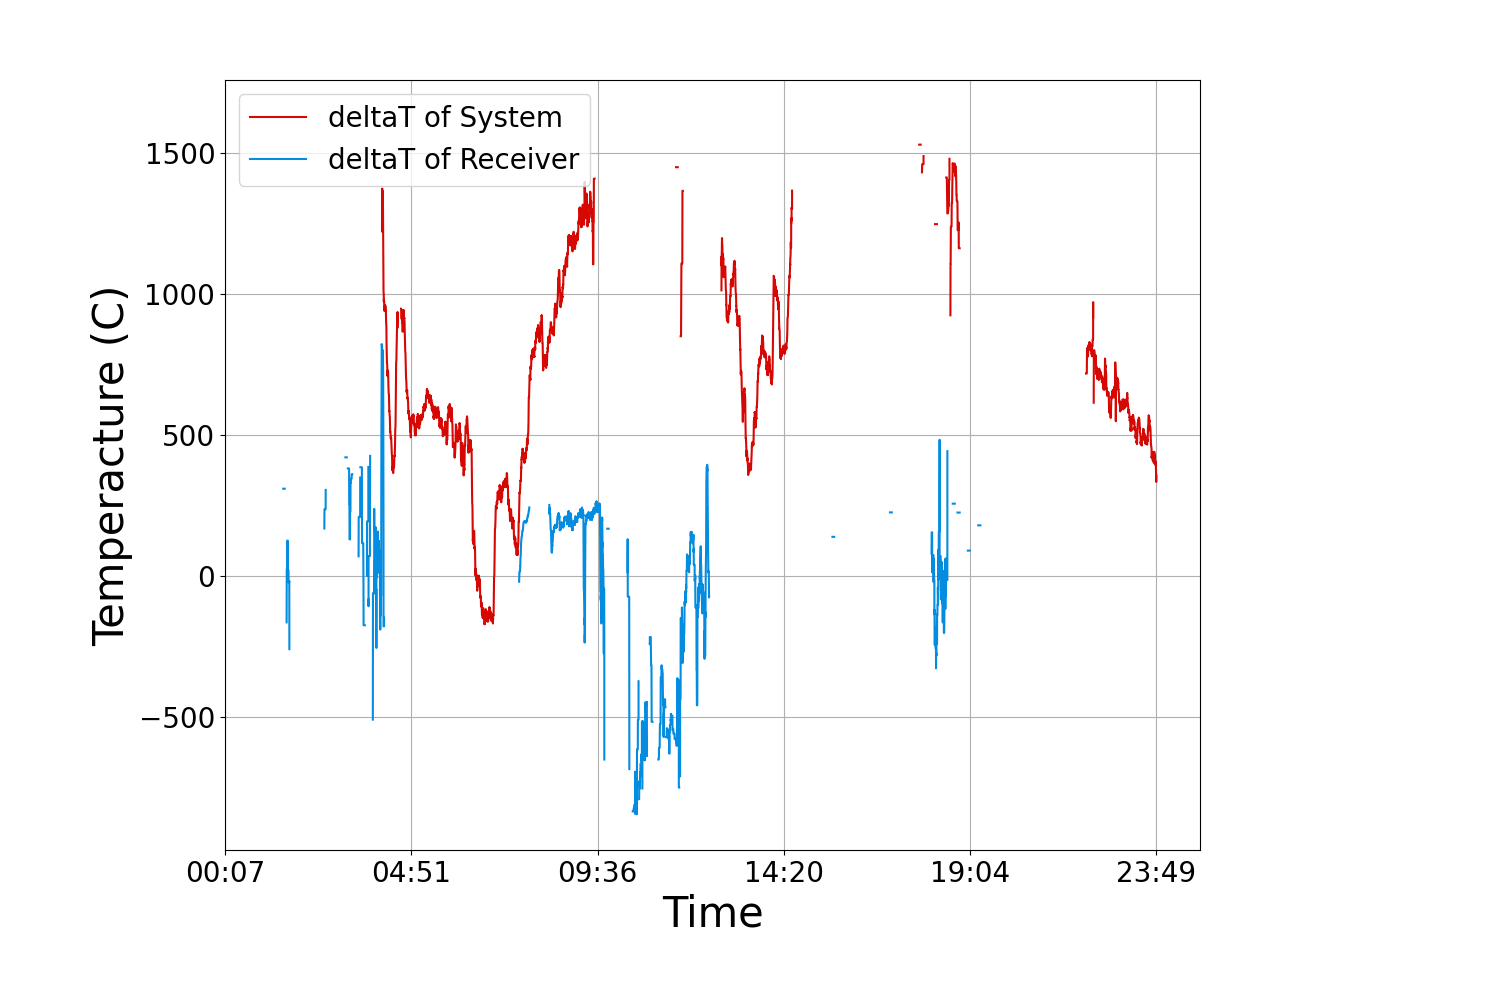 deltaT of System
deltaT of Receiver
1500
1000
500
0
−500
Temperacture (C)
00:07 04:51 09:36 14:20 19:04 23:49
Time